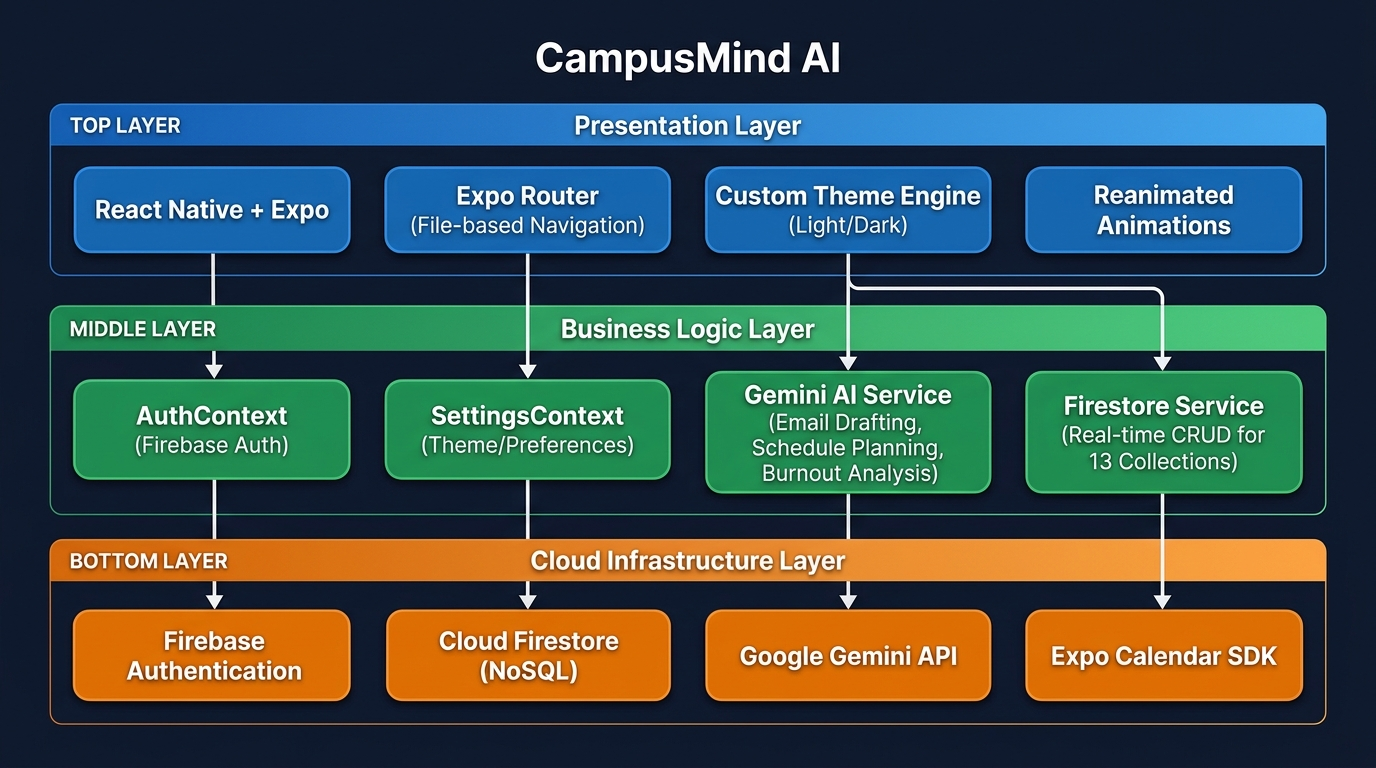 CampusMind AI
TOP LAYER
Presentation Layer
React Native + Expo
Expo Router
(File-based Navigation)
Custom Theme Engine
(Light/Dark)
Reanimated
Animations
MIDDLE LAYER
Business Logic Layer
AuthContext
(Firebase Auth)
SettingsContext
(Theme/Preferences)
Gemini AI Service
(Email Drafting,
Schedule Planning,
Burnout Analysis)
Firestore Service
(Real-time CRUD for
13 Collections)
BOTTOM LAYER
Cloud Infrastructure Layer
Firebase
Authentication
Cloud Firestore
(NoSQL)
Google Gemini API
Expo Calendar SDK